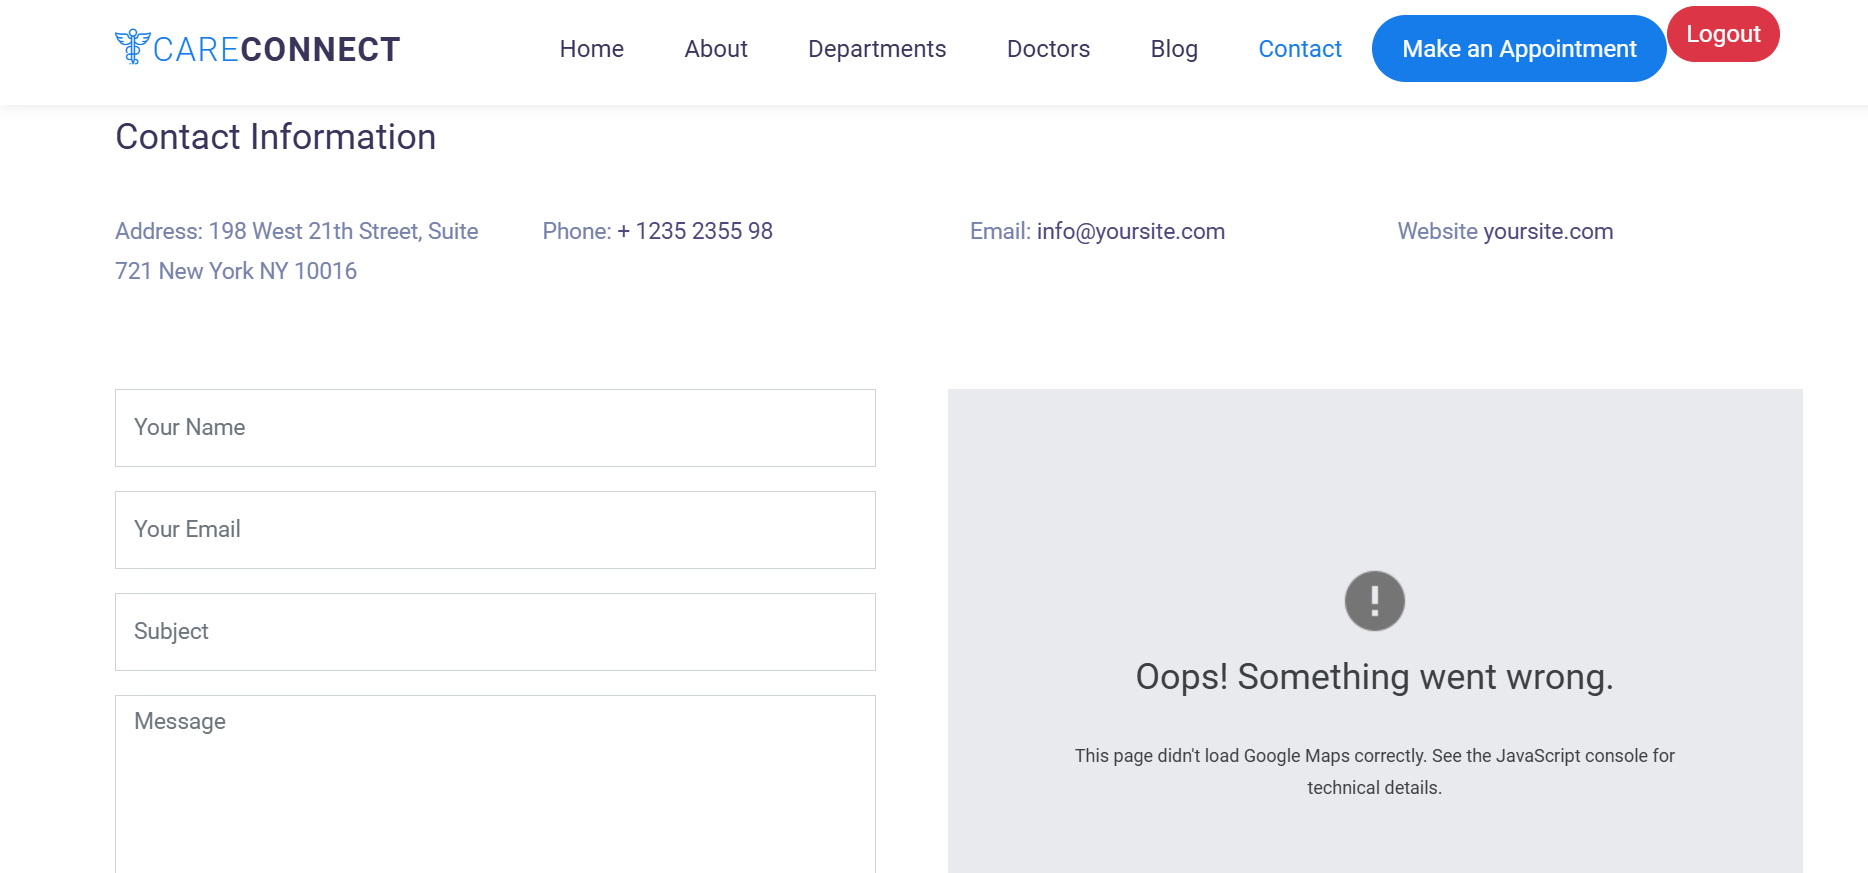 CARECONNECT
Home About Departments Doctors Blog Contact Make an Appointment Logout
Contact Information
Address: 198 West 21th Street, Suite
721 New York NY 10016
Phone: + 1235 2355 98
Email: info@yoursite.com
Website yoursite.com
Your Name
Your Email
Subject
Message
Oops! Something went wrong.
This page didn't load Google Maps correctly. See the JavaScript console for
technical details.